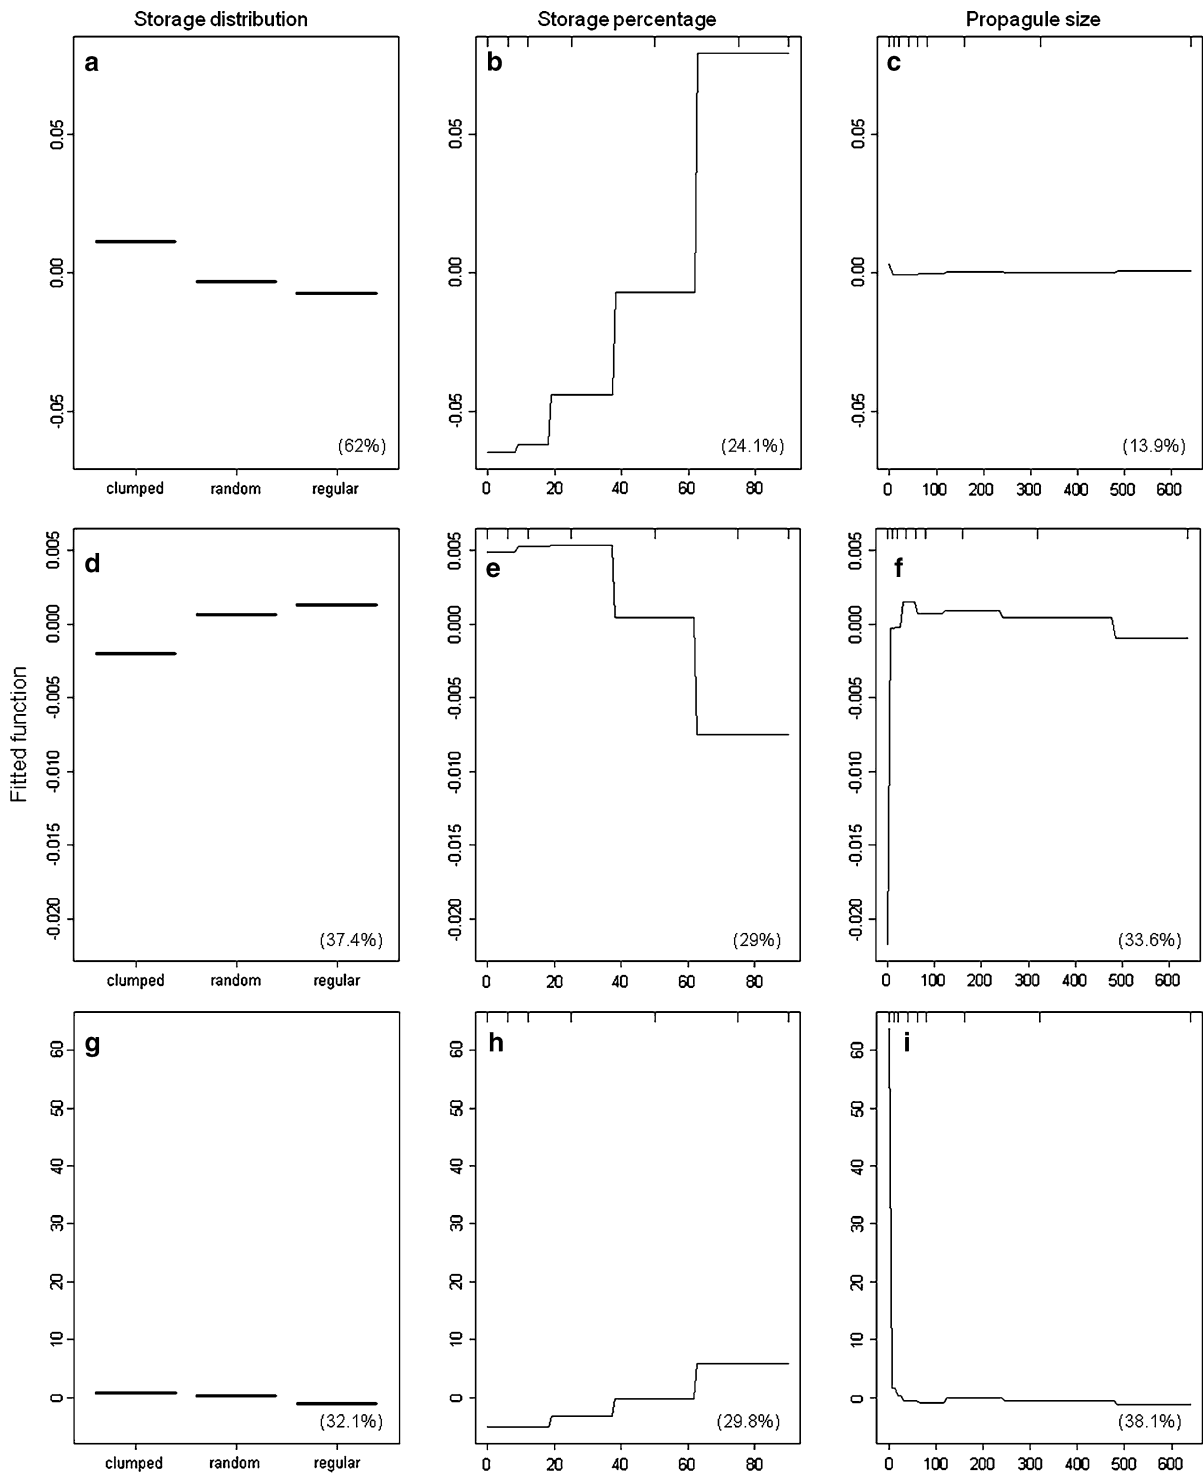 Storage distribution Storage percentage Propagule size
a b c
0.05 0.05 0.05
0.00 0.00 0.00
-0.05 -0.05 -0.05
(62%) (24.1%) (13.9%)
clumped random regular 0 20 40 60 80 0 100 200 300 400 500 600
d e f
0.005 0.005 0.005
0.000 0.000 0.000
-0.005 -0.005 -0.005
-0.010 -0.010 -0.010
-0.015 -0.015 -0.015
-0.020 -0.020 -0.020
Fitted function
(37.4%) (29%) (33.6%)
clumped random regular 0 20 40 60 80 0 100 200 300 400 500 600
g h i
60 60 60
50 50 50
40 40 40
30 30 30
20 20 20
10 10 10
0 0 0
(32.1%) (29.8%) (38.1%)
clumped random regular 0 20 40 60 80 0 100 200 300 400 500 600